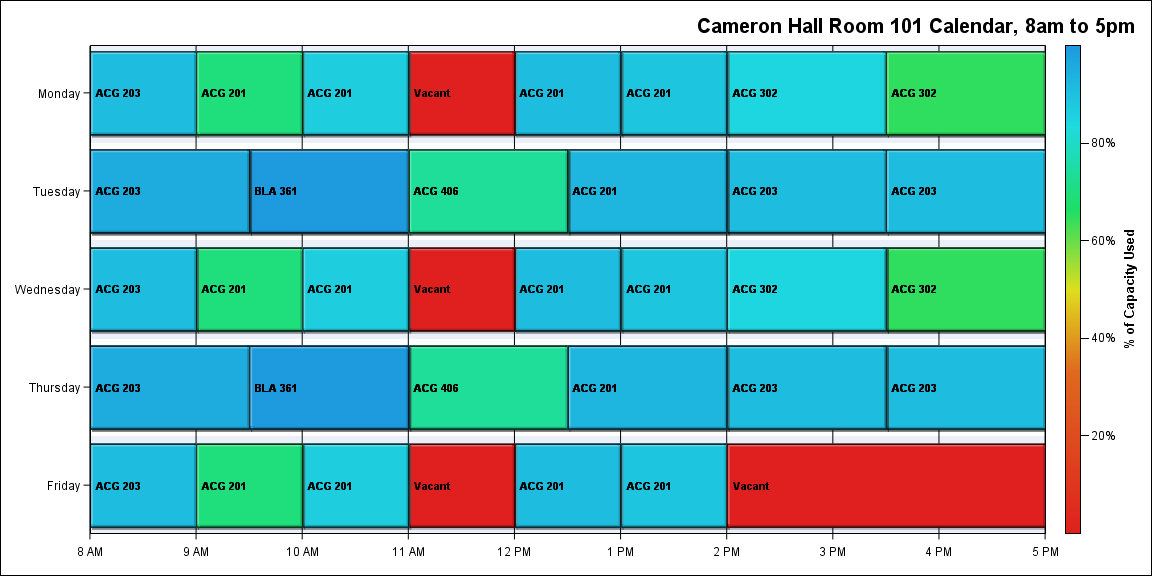 Cameron Hall Room 101 Calendar, 8am to 5pm
Monday
ACG 203
ACG 201
ACG 201
Vacant
ACG 201
ACG 201
ACG 302
ACG 302
Tuesday
ACG 203
BLA 361
ACG 406
ACG 201
ACG 203
ACG 203
Wednesday
ACG 203
ACG 201
ACG 201
Vacant
ACG 201
ACG 201
ACG 302
ACG 302
Thursday
ACG 203
BLA 361
ACG 406
ACG 201
ACG 203
ACG 203
Friday
ACG 203
ACG 201
ACG 201
Vacant
ACG 201
ACG 201
Vacant
8 AM
9 AM
10 AM
11 AM
12 PM
1 PM
2 PM
3 PM
4 PM
5 PM
80%
60%
40%
20%
% of Capacity Used